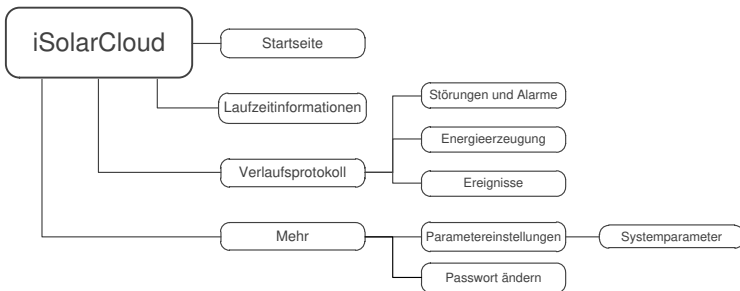 iSolarCloud
Startseite
Laufzeitinformationen
Verlaufsprotokoll
Störungen und Alarme
Energieerzeugung
Ereignisse
Mehr
Parametereinstellungen
Systemparameter
Passwort ändern